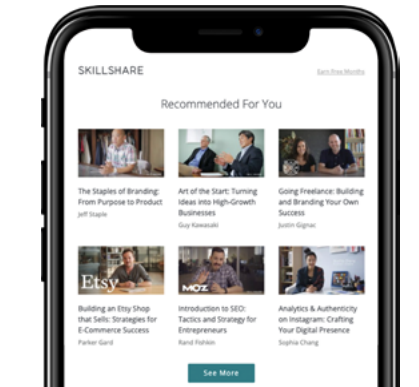 SKILLSHARE
Earn Free Months
Recommended For You
The Staples of Branding:
From Purpose to Product
Jeff Staple
Art of the Start: Turning
Ideas into High-Growth
Businesses
Guy Kawasaki
Going Freelance: Building
and Branding Your Own
Success
Justin Gignac
Etsy
Building an Etsy Shop
that Sells: Strategies for
E-Commerce Success
Parker Gard
MOZ
Introduction to SEO:
Tactics and Strategy for
Entrepreneurs
Rand Fishkin
Analytics & Authenticity
on Instagram: Crafting
Your Digital Presence
Sophia Chang
See More